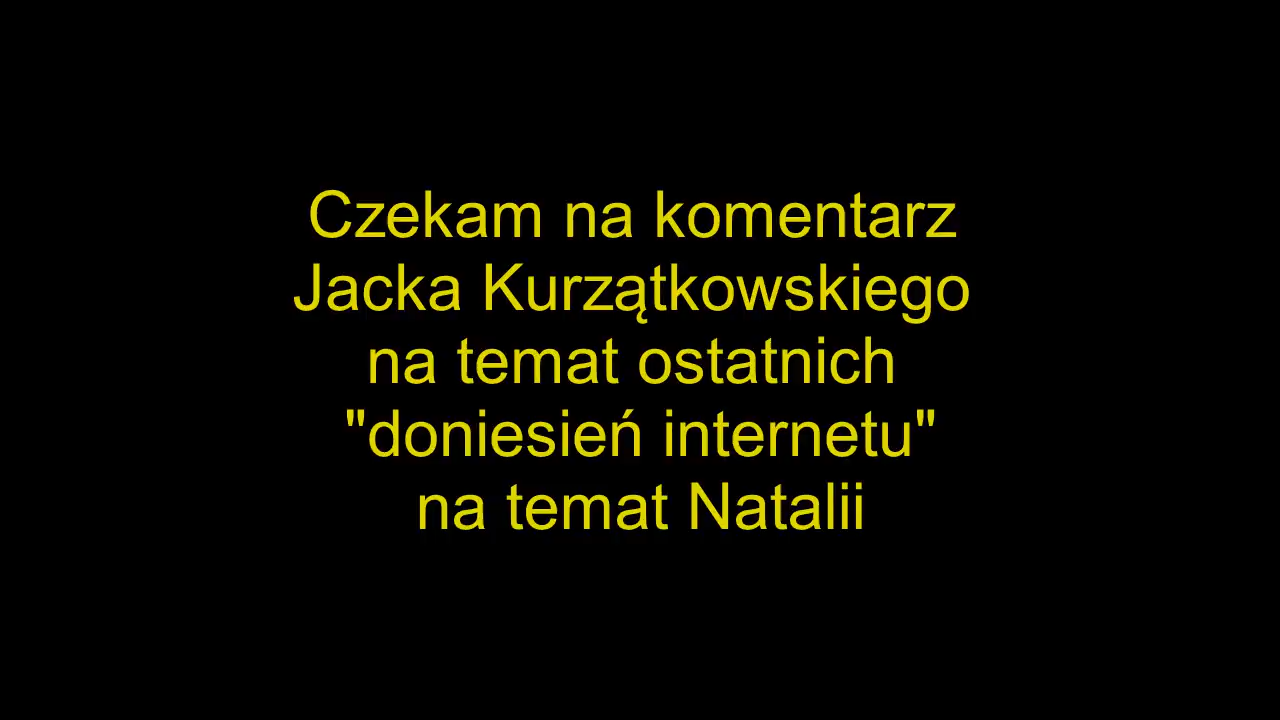 Czekam na komentarz
Jacka Kurzątkowskiego
na temat ostatnich
"doniesień internetu"
na temat Natalii